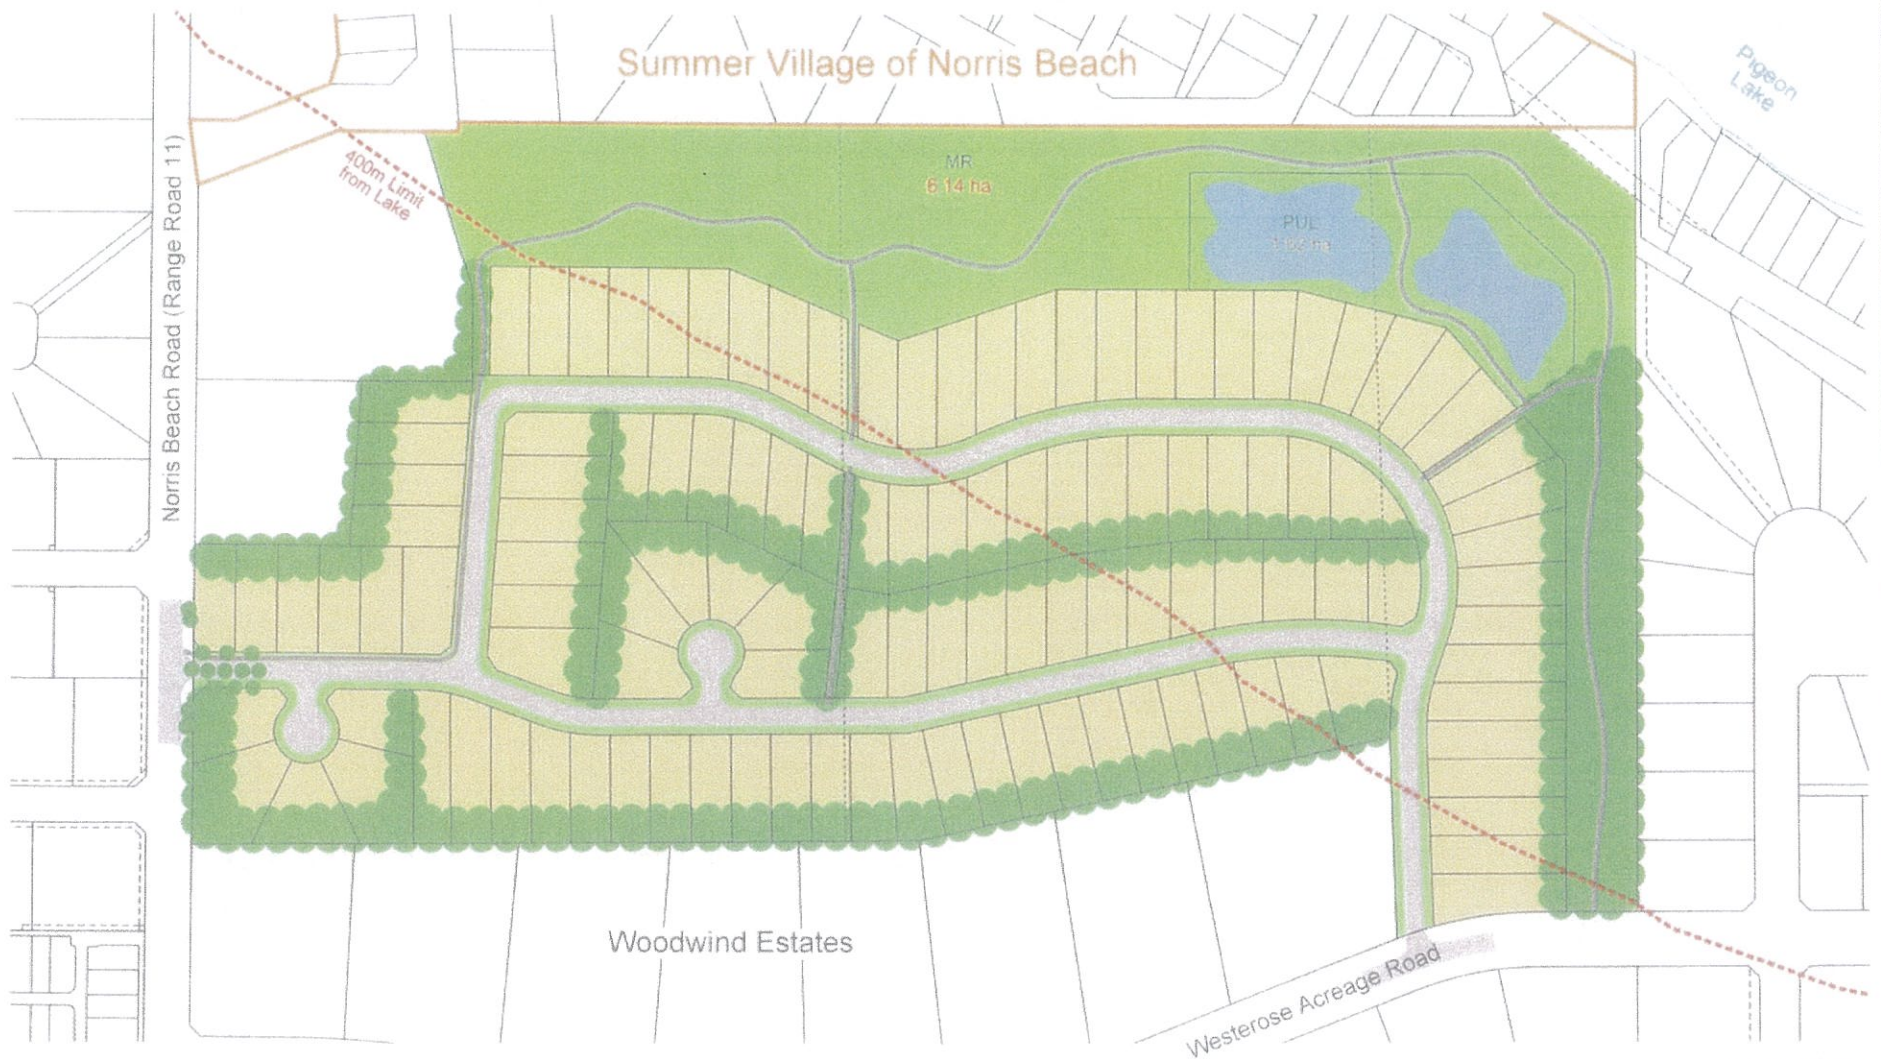 Summer Village of Norris Beach
Pigeon
Lake
Norris Beach Road (Range Road 11)
400m Limit
from Lake
MR
6.14 ha
PUL
Woodwind Estates
Westerose Acreage Road